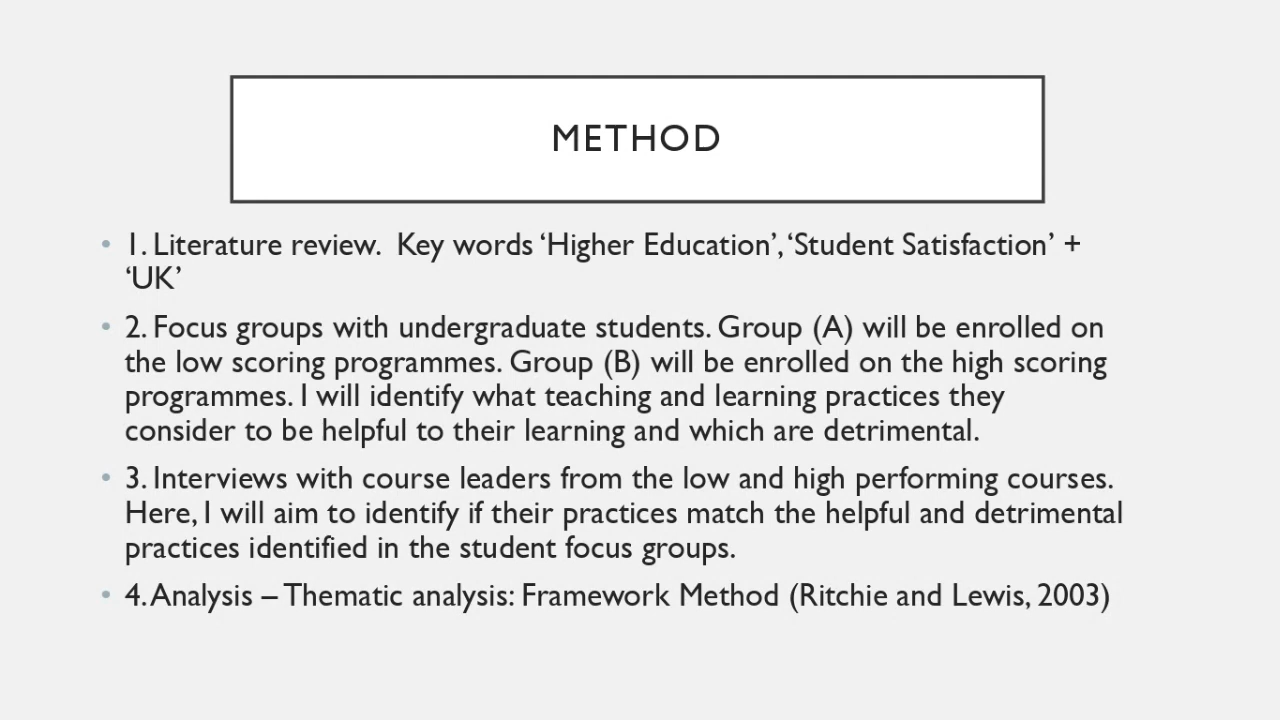 METHOD
• 1. Literature review.  Key words ‘Higher Education’, ‘Student Satisfaction’ +
‘UK’
• 2. Focus groups with undergraduate students. Group (A) will be enrolled on
the low scoring programmes. Group (B) will be enrolled on the high scoring
programmes. I will identify what teaching and learning practices they
consider to be helpful to their learning and which are detrimental.
• 3. Interviews with course leaders from the low and high performing courses.
Here, I will aim to identify if their practices match the helpful and detrimental
practices identified in the student focus groups.
• 4. Analysis – Thematic analysis: Framework Method (Ritchie and Lewis, 2003)